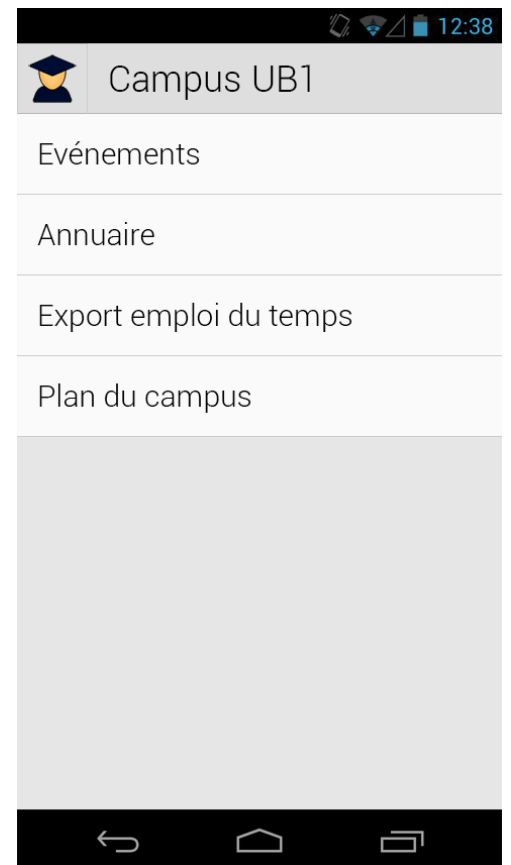 12:38
Campus UB1
Evénements
Annuaire
Export emploi du temps
Plan du campus